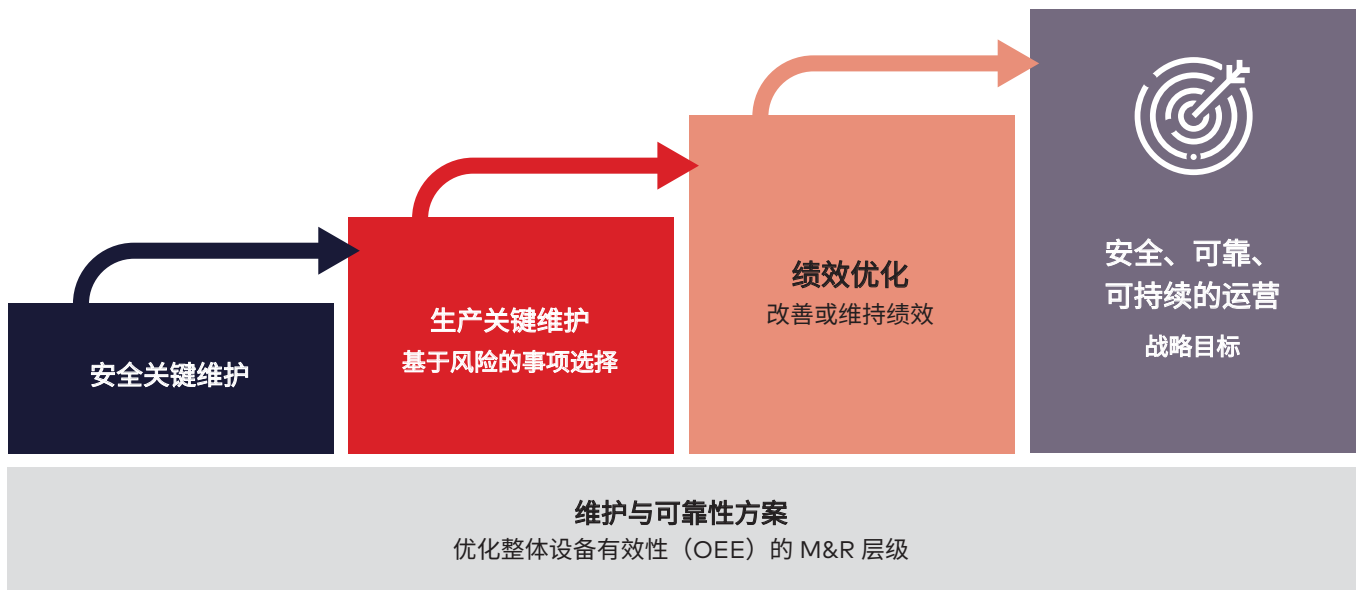 安全关键维护
生产关键维护
基于风险的事项选择
绩效优化
改善或维持绩效
安全、可靠、
可持续的运营
战略目标
维护与可靠性方案
优化整体设备有效性（OEE）的 M&R 层级